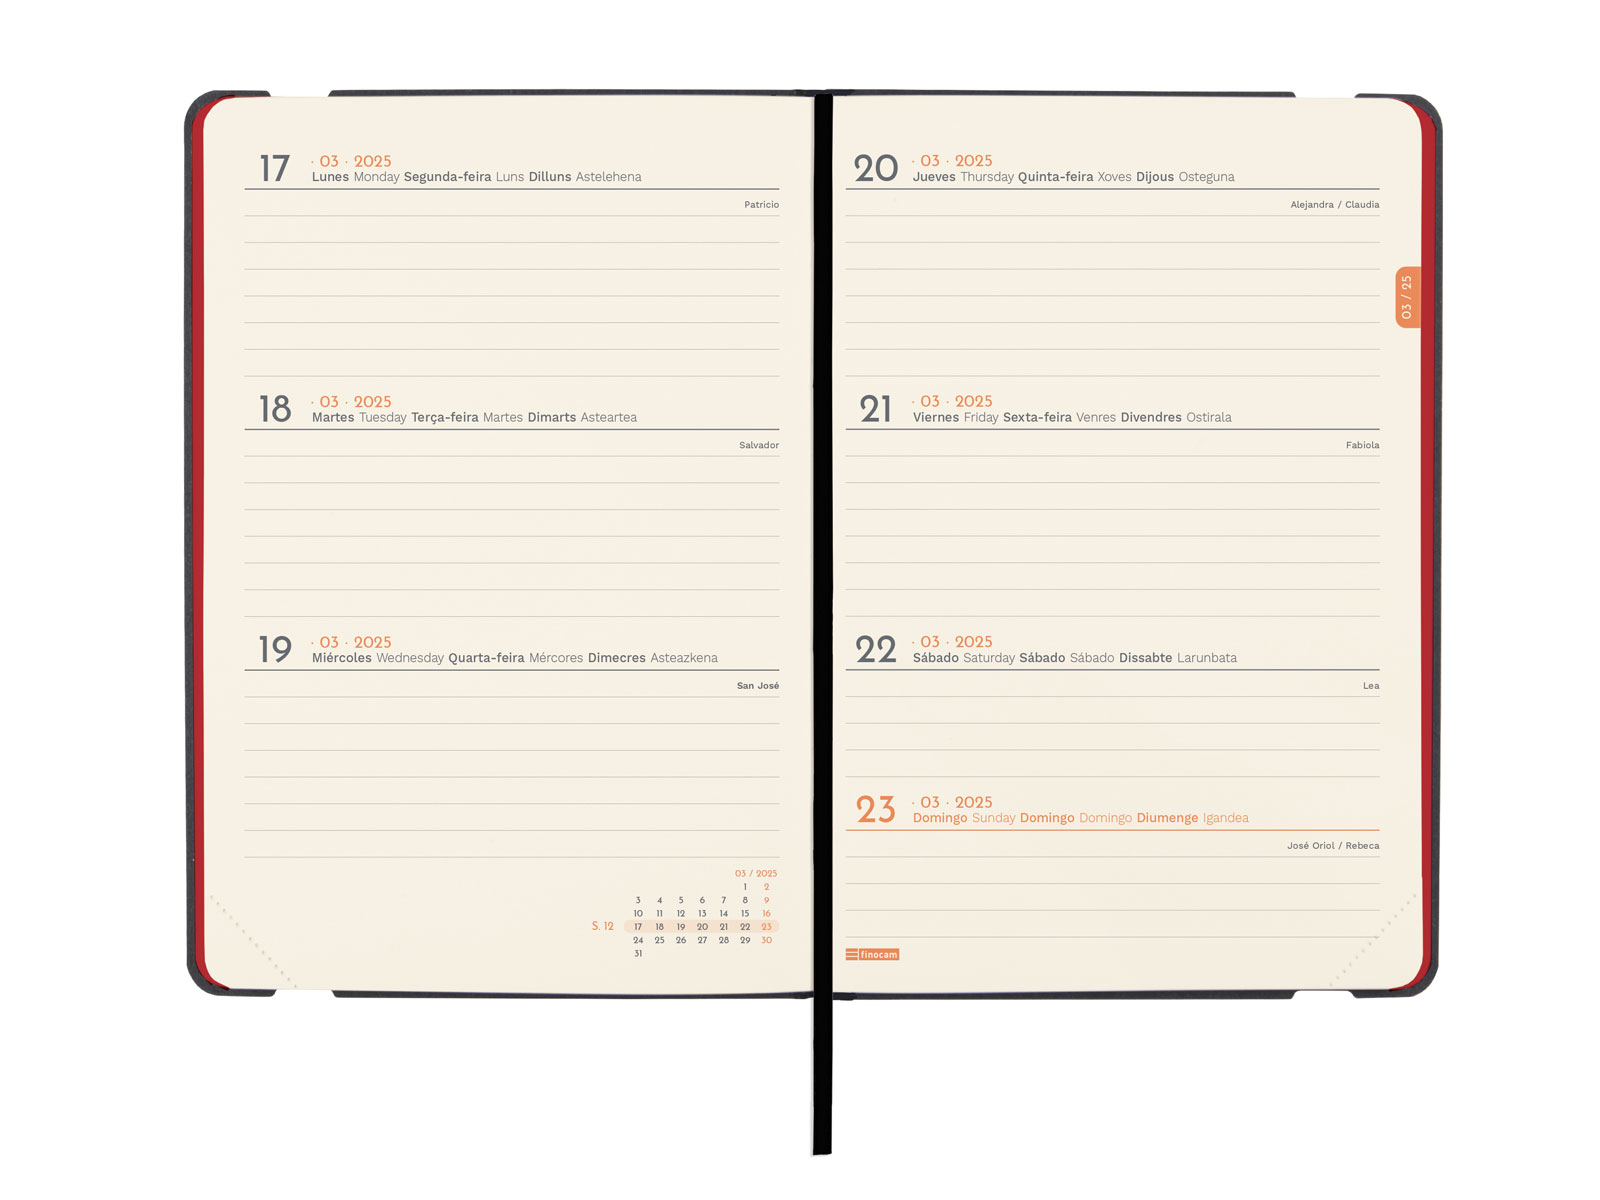 17 · 03 · 2025
Lunes Monday Segunda-feira Luns Dilluns Astelehena
Patricio
18 · 03 · 2025
Martes Tuesday Terça-feira Martes Dimarts Asteartea
Salvador
19 · 03 · 2025
Miércoles Wednesday Quarta-feira Mércores Dimecres Asteazkena
San José
03 / 2025
1 2
3 4 5 6 7 8 9
10 11 12 13 14 15 16
S. 12 17 18 19 20 21 22 23
24 25 26 27 28 29 30
31
20 · 03 · 2025
Jueves Thursday Quinta-feira Xoves Dijous Osteguna
Alejandra / Claudia
03 / 25
21 · 03 · 2025
Viernes Friday Sexta-feira Venres Divendres Ostirala
Fabiola
22 · 03 · 2025
Sábado Saturday Sábado Sábado Dissabte Larunbata
Lea
23 · 03 · 2025
Domingo Sunday Domingo Domingo Diumenge Igandea
José Oriol / Rebeca
finocam